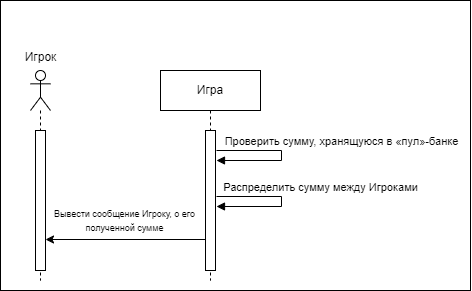 Игрок
Игра
Проверить сумму, хранящуюся в «пул»-банке
Распределить сумму между Игроками
Вывести сообщение Игроку, о его
полученной сумме